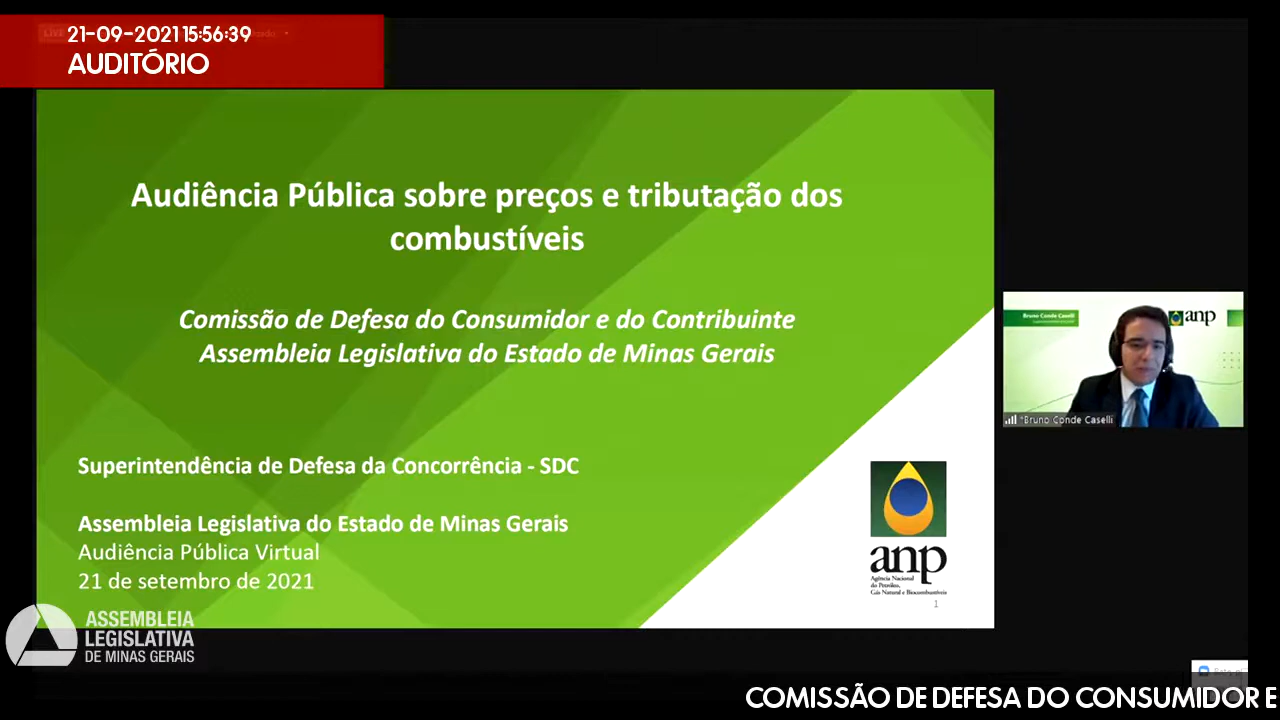 21-09-2021 15:56:39
AUDITÓRIO
Audiência Pública sobre preços e tributação dos
combustíveis
Comissão de Defesa do Consumidor e do Contribuinte
Assembleia Legislativa do Estado de Minas Gerais
Superintendência de Defesa da Concorrência - SDC
Assembleia Legislativa do Estado de Minas Gerais
Audiência Pública Virtual
21 de setembro de 2021
anp
Agência Nacional
do Petróleo,
Gás Natural e Biocombustíveis
1
Bruno Conde Caselli
anp
*Bruno Conde Caselli
ASSEMBLEIA
LEGISLATIVA
DE MINAS GERAIS
COMISSÃO DE DEFESA DO CONSUMIDOR E